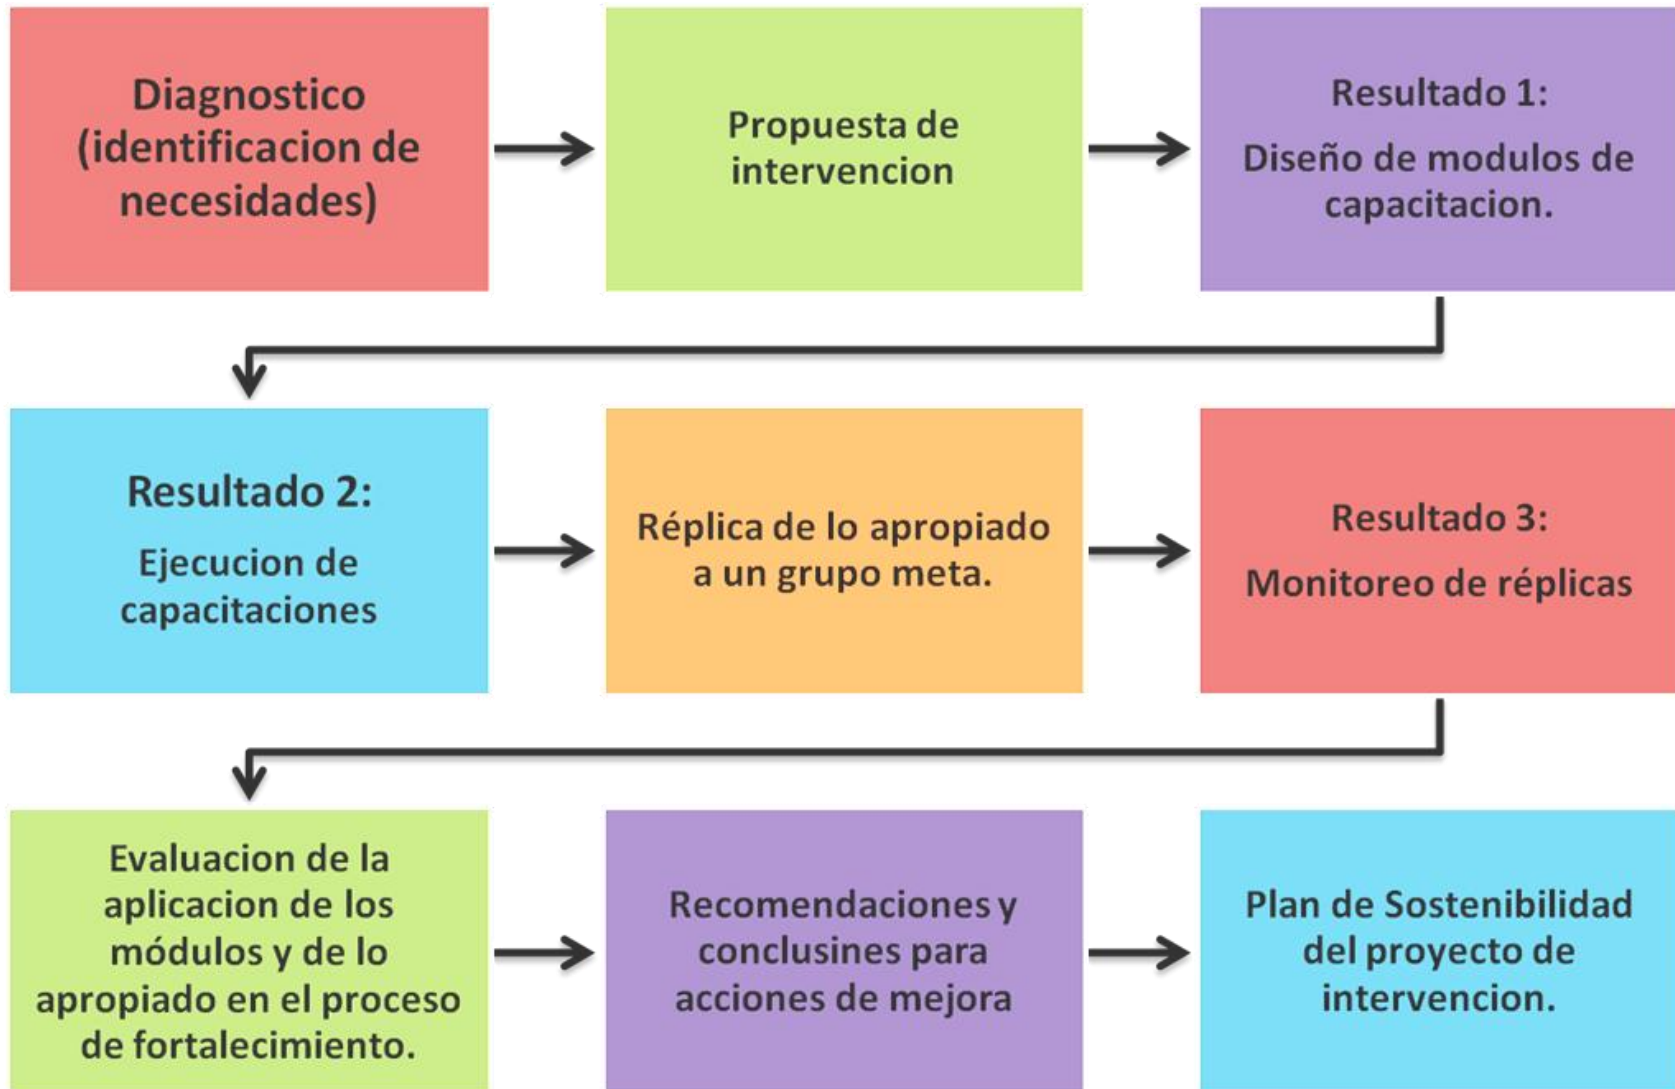 Diagnostico
(identificacion de
necesidades)
Propuesta de
intervencion
Resultado 1:
Diseño de modulos de
capacitacion.
Resultado 2:
Ejecucion de
capacitaciones
Réplica de lo apropiado
a un grupo meta.
Resultado 3:
Monitoreo de réplicas
Evaluacion de la
aplicacion de los
módulos y de lo
apropiado en el proceso
de fortalecimiento.
Recomendaciones y
conclusines para
acciones de mejora
Plan de Sostenibilidad
del proyecto de
intervencion.